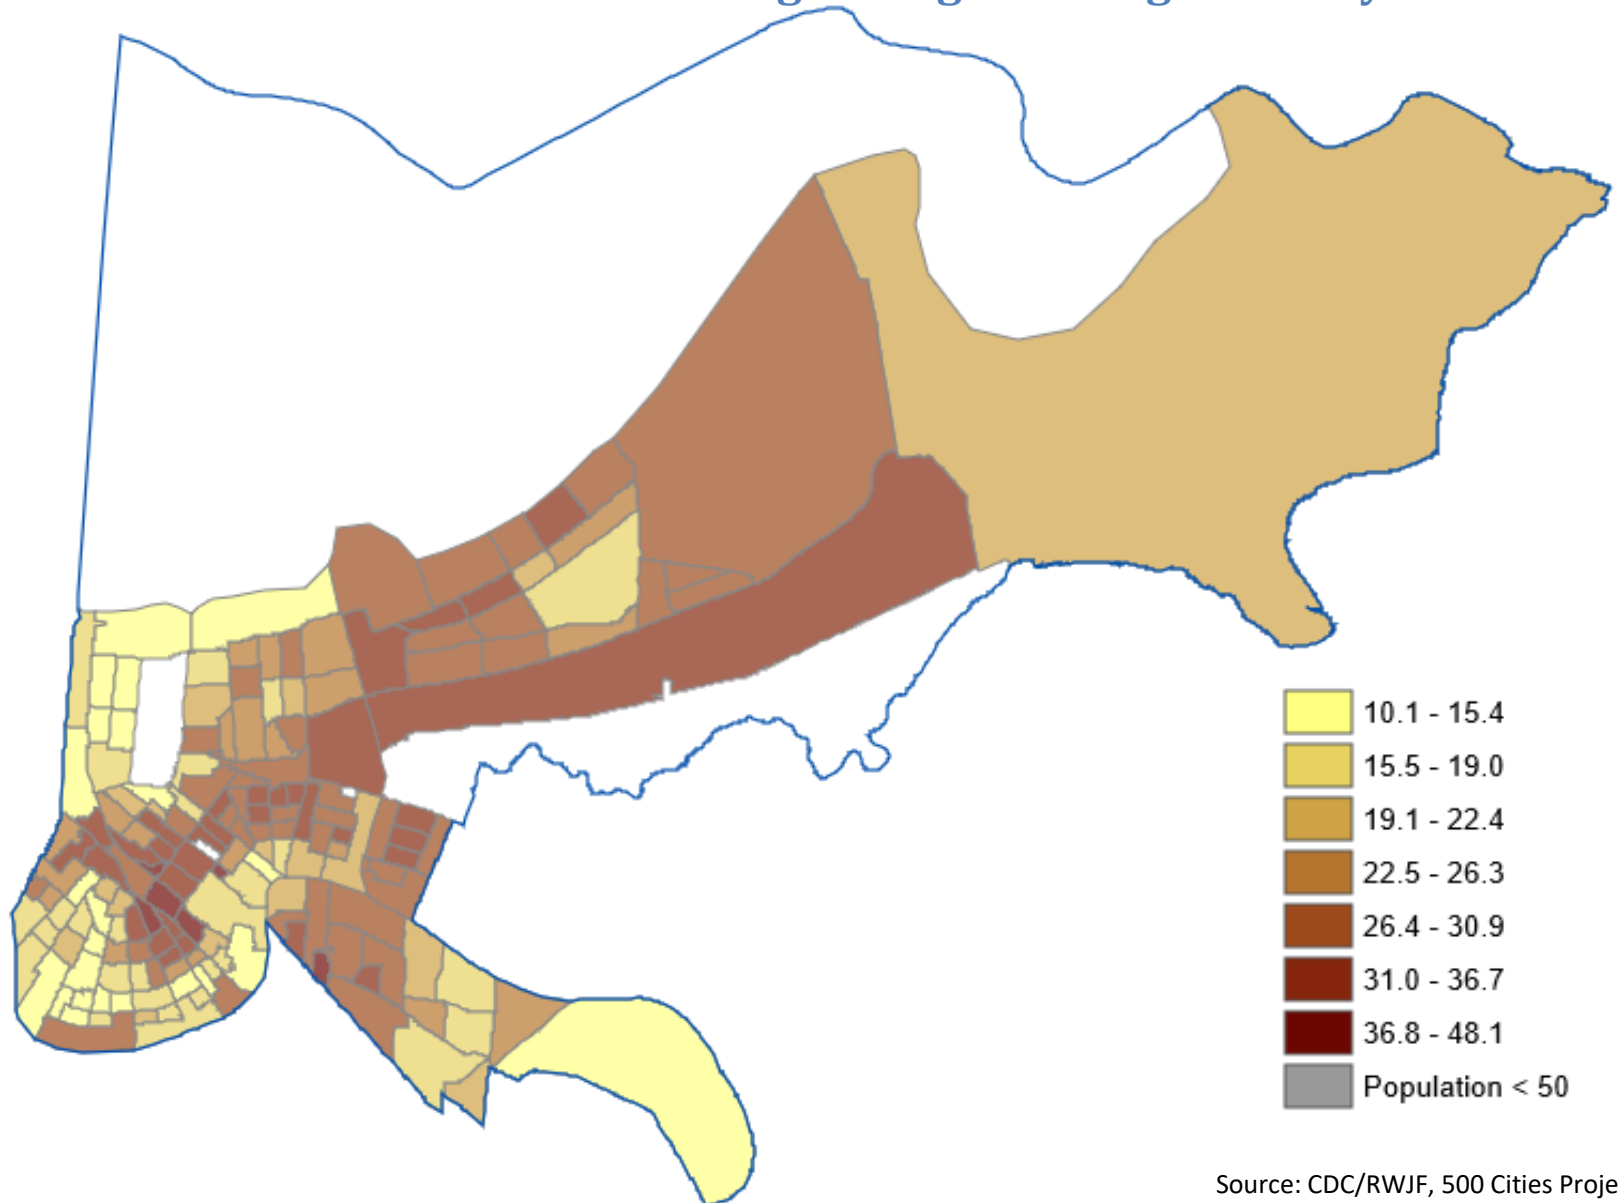 10.1 - 15.4
15.5 - 19.0
19.1 - 22.4
22.5 - 26.3
26.4 - 30.9
31.0 - 36.7
36.8 - 48.1
Population < 50
Source: CDC/RWJF, 500 Cities Proje